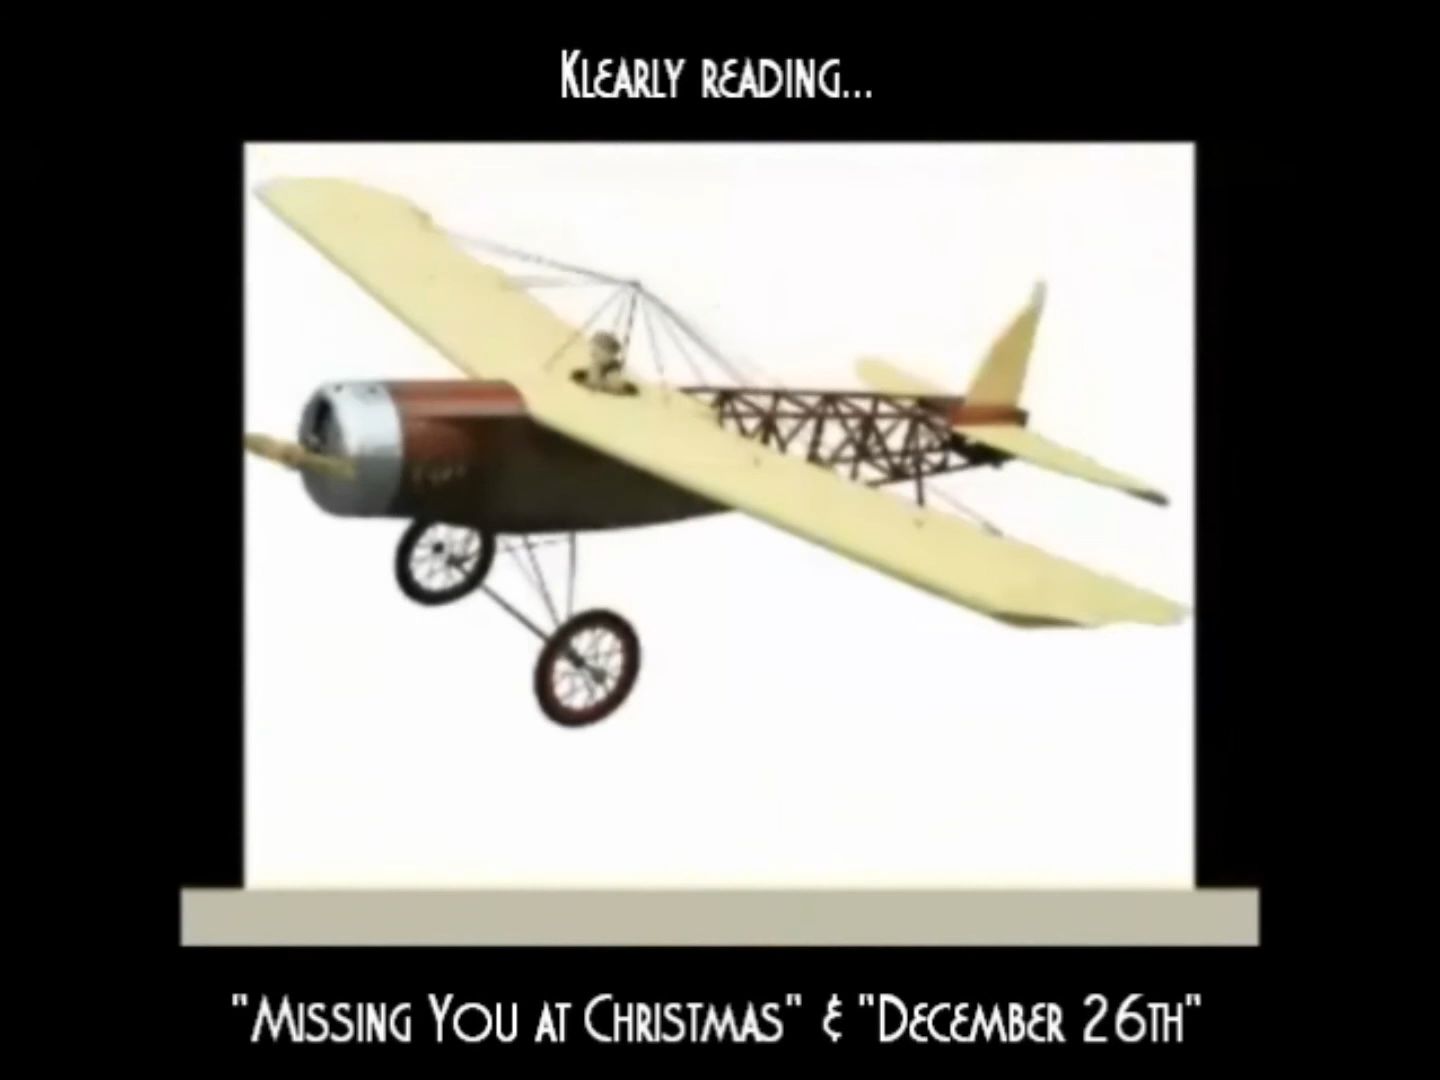 Klearly reading...
"Missing You at Christmas" & "December 26th"